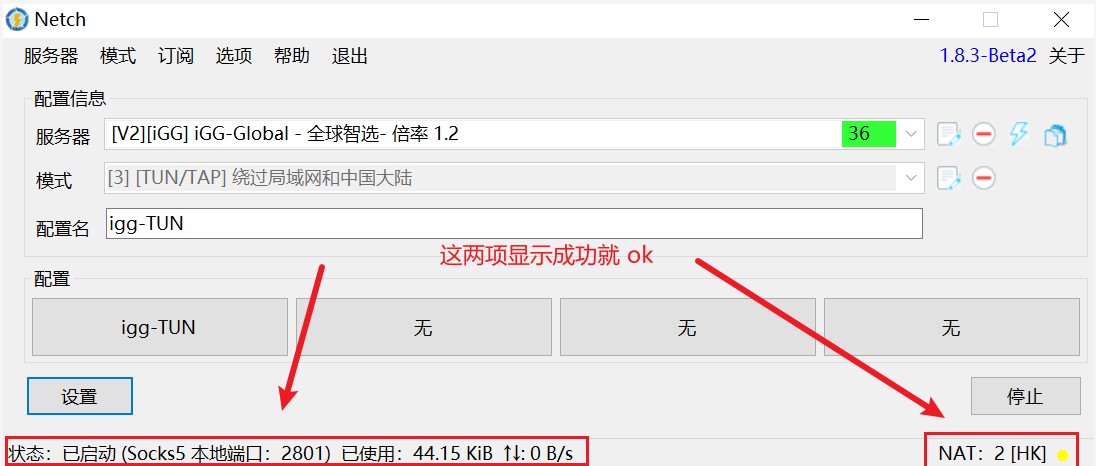 Netch
服务器 模式 订阅 选项 帮助 退出 1.8.3-Beta2 关于
配置信息
服务器 [V2][iGG] iGG-Global - 全球智选- 倍率 1.2 36
模式 [3] [TUN/TAP] 绕过局域网和中国大陆
配置名 igg-TUN
这两项显示成功就 ok
配置
igg-TUN 无 无 无
设置 停止
状态：已启动 (Socks5 本地端口：2801) 已使用：44.15 KiB ↑↓: 0 B/s NAT：2 [HK]